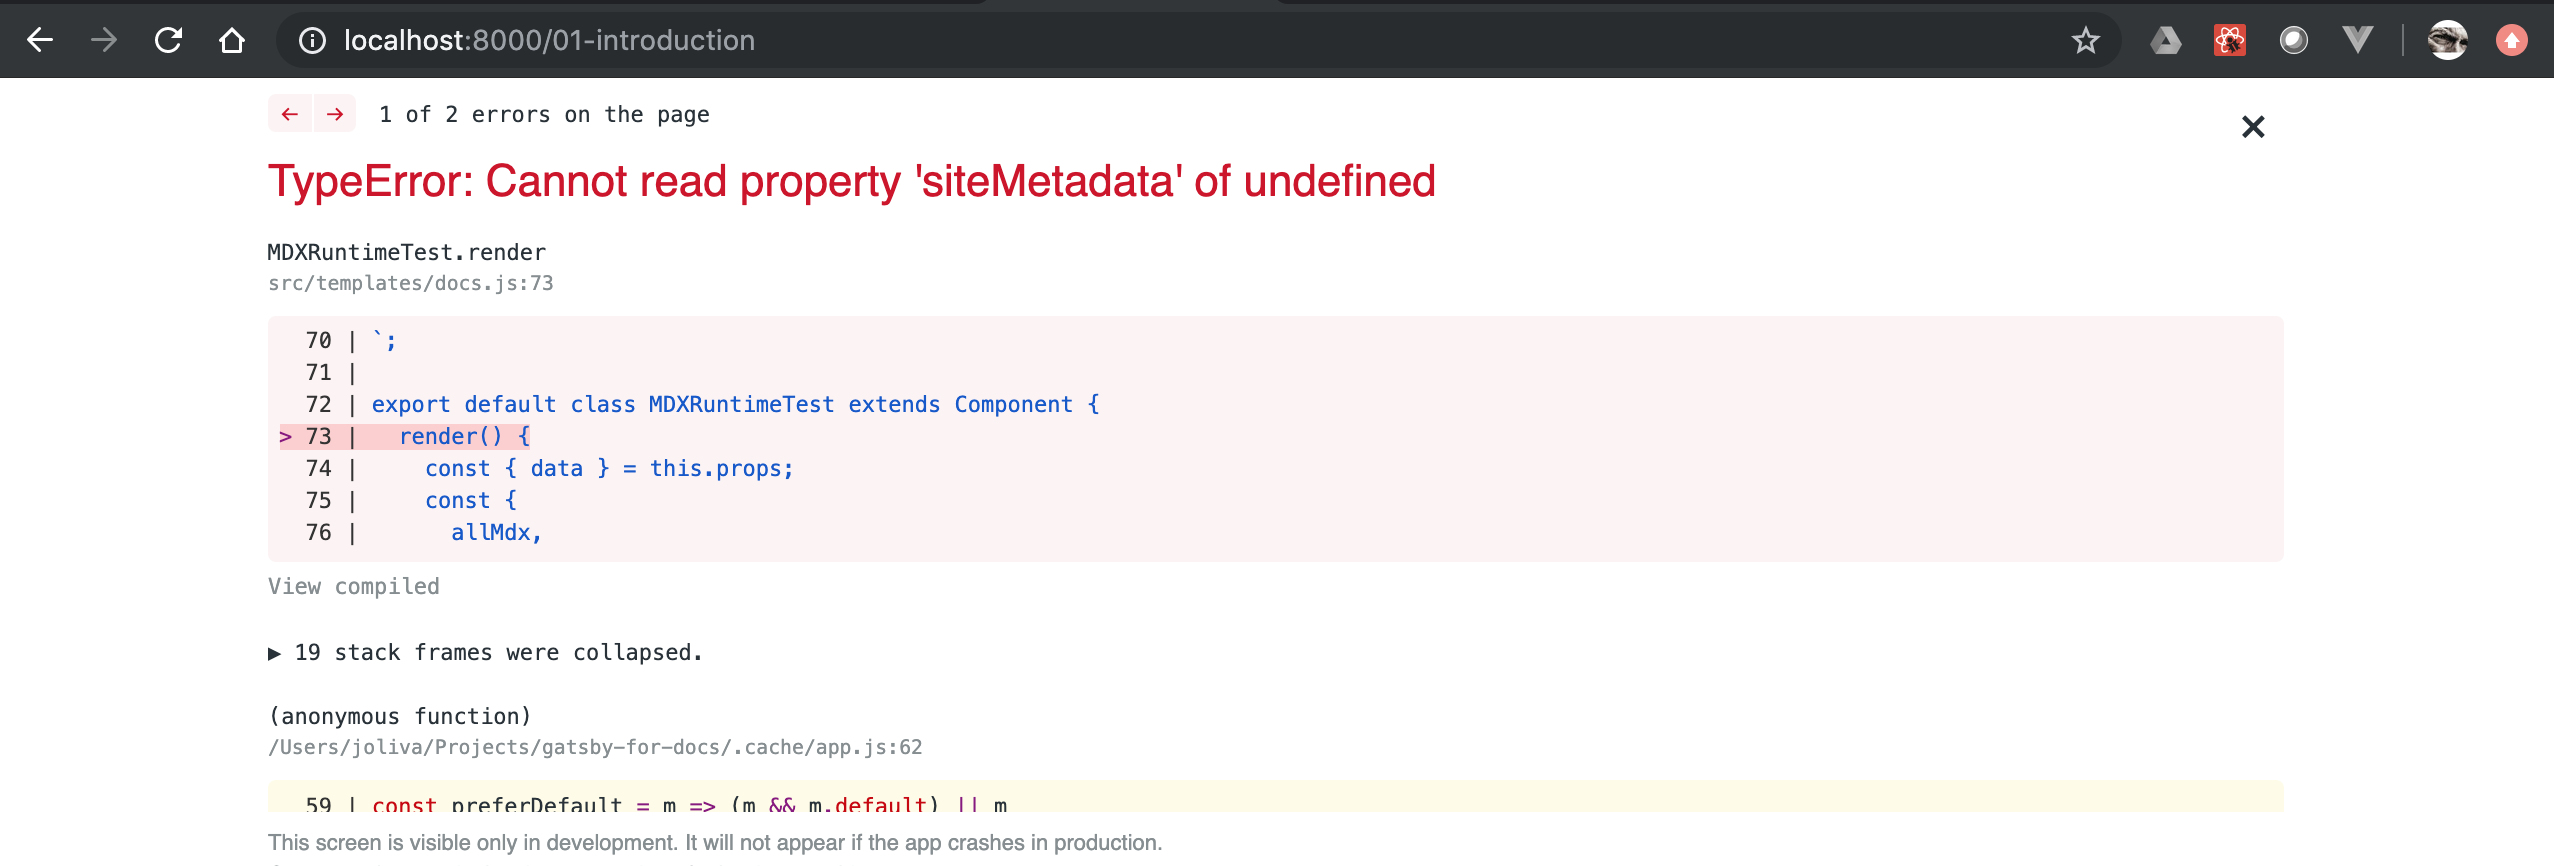 localhost:8000/01-introduction
← → 1 of 2 errors on the page
TypeError: Cannot read property 'siteMetadata' of undefined
MDXRuntimeTest.render
src/templates/docs.js:73
70 | `;
71 |
72 | export default class MDXRuntimeTest extends Component {
> 73 |   render() {
74 |     const { data } = this.props;
75 |     const {
76 |       allMdx,
View compiled
▶ 19 stack frames were collapsed.
(anonymous function)
/Users/joliva/Projects/gatsby-for-docs/.cache/app.js:62
59 | const preferDefault = m => (m && m.default) || m
This screen is visible only in development. It will not appear if the app crashes in production.